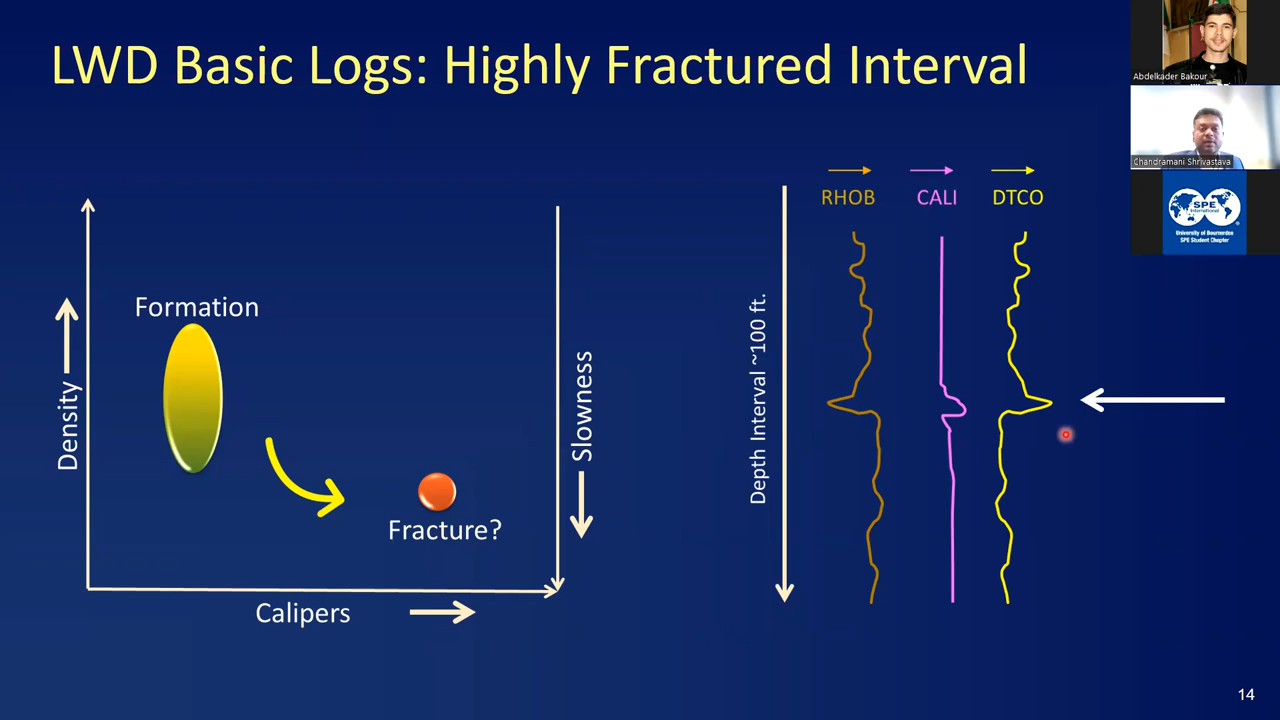 LWD Basic Logs: Highly Fractured Interval
Abdelkader Bakour
Chandramani Shrivastava
SPE
International
University of Boumerdes
SPE Student Chapter
RHOB CALI DTCO
Formation
Density
Slowness
Depth Interval ~100 ft.
Fracture?
Calipers
14